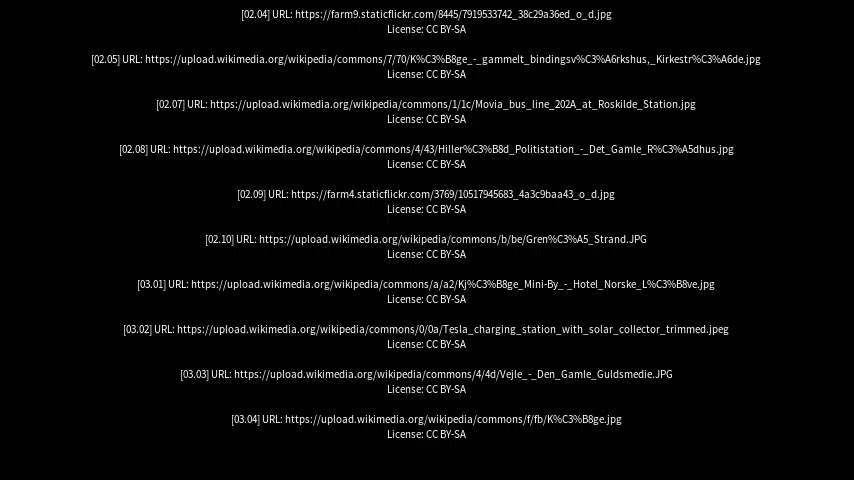 [02.04] URL: https://farm9.staticflickr.com/8445/7919533742_38c29a36ed_o_d.jpg
License: CC BY-SA
[02.05] URL: https://upload.wikimedia.org/wikipedia/commons/7/70/K%C3%B8ge_-_gammelt_bindingsv%C3%A6rkshus,_Kirkestr%C3%A6de.jpg
License: CC BY-SA
[02.07] URL: https://upload.wikimedia.org/wikipedia/commons/1/1c/Movia_bus_line_202A_at_Roskilde_Station.jpg
License: CC BY-SA
[02.08] URL: https://upload.wikimedia.org/wikipedia/commons/4/43/Hiller%C3%B8d_Politistation_-_Det_Gamle_R%C3%A5dhus.jpg
License: CC BY-SA
[02.09] URL: https://farm4.staticflickr.com/3769/10517945683_4a3c9baa43_o_d.jpg
License: CC BY-SA
[02.10] URL: https://upload.wikimedia.org/wikipedia/commons/b/be/Gren%C3%A5_Strand.JPG
License: CC BY-SA
[03.01] URL: https://upload.wikimedia.org/wikipedia/commons/a/a2/Kj%C3%B8ge_Mini-By_-_Hotel_Norske_L%C3%B8ve.jpg
License: CC BY-SA
[03.02] URL: https://upload.wikimedia.org/wikipedia/commons/0/0a/Tesla_charging_station_with_solar_collector_trimmed.jpeg
License: CC BY-SA
[03.03] URL: https://upload.wikimedia.org/wikipedia/commons/4/4d/Vejle_-_Den_Gamle_Guldsmedie.JPG
License: CC BY-SA
[03.04] URL: https://upload.wikimedia.org/wikipedia/commons/f/fb/K%C3%B8ge.jpg
License: CC BY-SA